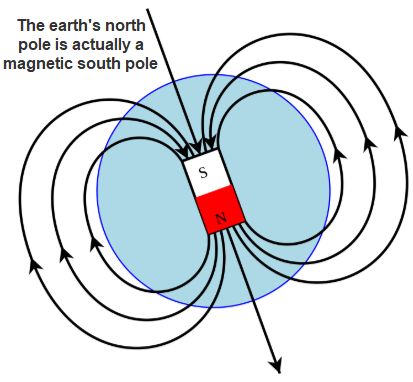 The earth's north
pole is actually a
magnetic south pole
S
N